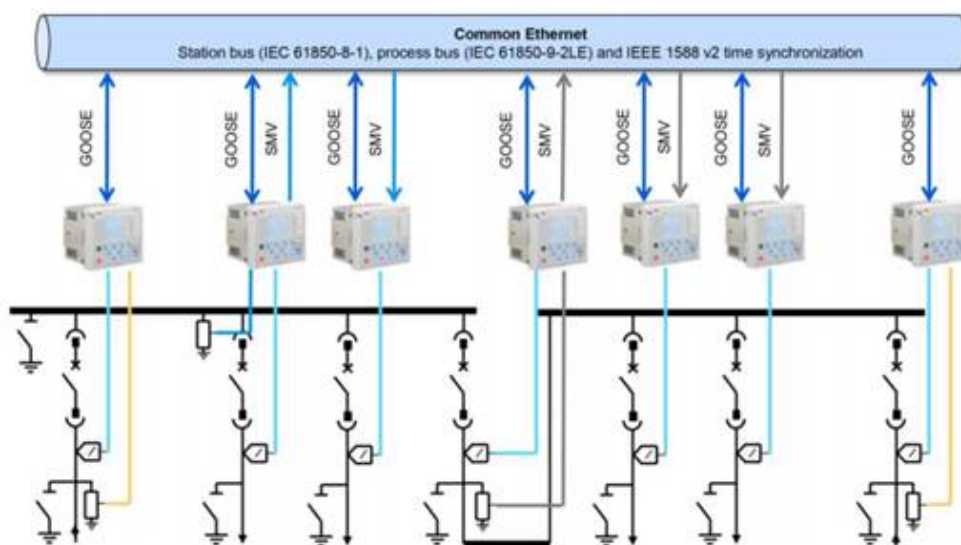 Common Ethernet
Station bus (IEC 61850-8-1), process bus (IEC 61850-9-2LE) and IEEE 1588 v2 time synchronization
GOOSE
GOOSE
SMV
GOOSE
SMV
GOOSE
SMV
GOOSE
SMV
GOOSE
SMV
GOOSE